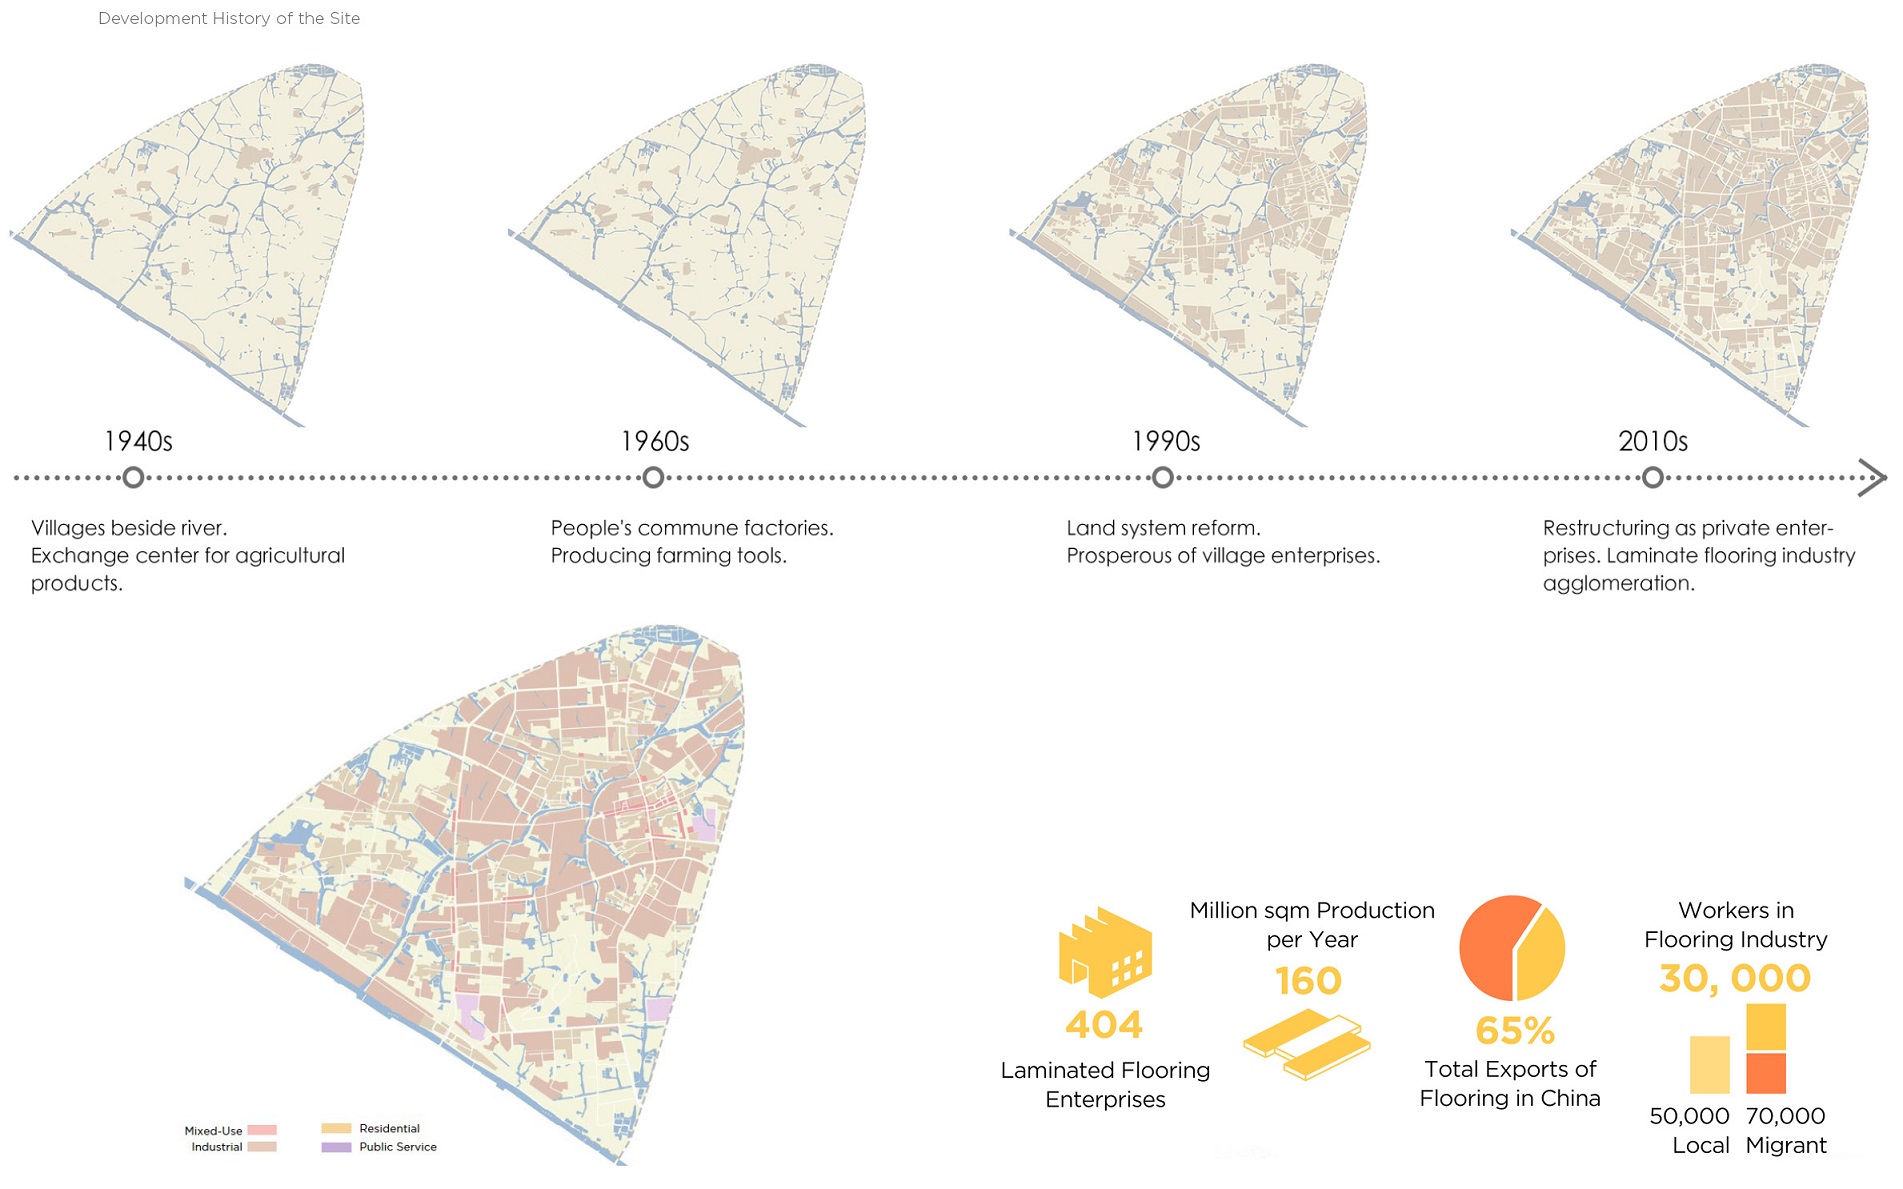 Development History of the Site
1940s
1960s
1990s
2010s
Villages beside river.
Exchange center for agricultural
products.
People's commune factories.
Producing farming tools.
Land system reform.
Prosperous of village enterprises.
Restructuring as private enter-
prises. Laminate flooring industry
agglomeration.
Mixed-Use
Industrial
Residential
Public Service
404
Laminated Flooring
Enterprises
Million sqm Production
per Year
160
65%
Total Exports of
Flooring in China
Workers in
Flooring Industry
30, 000
50,000
Local
70,000
Migrant